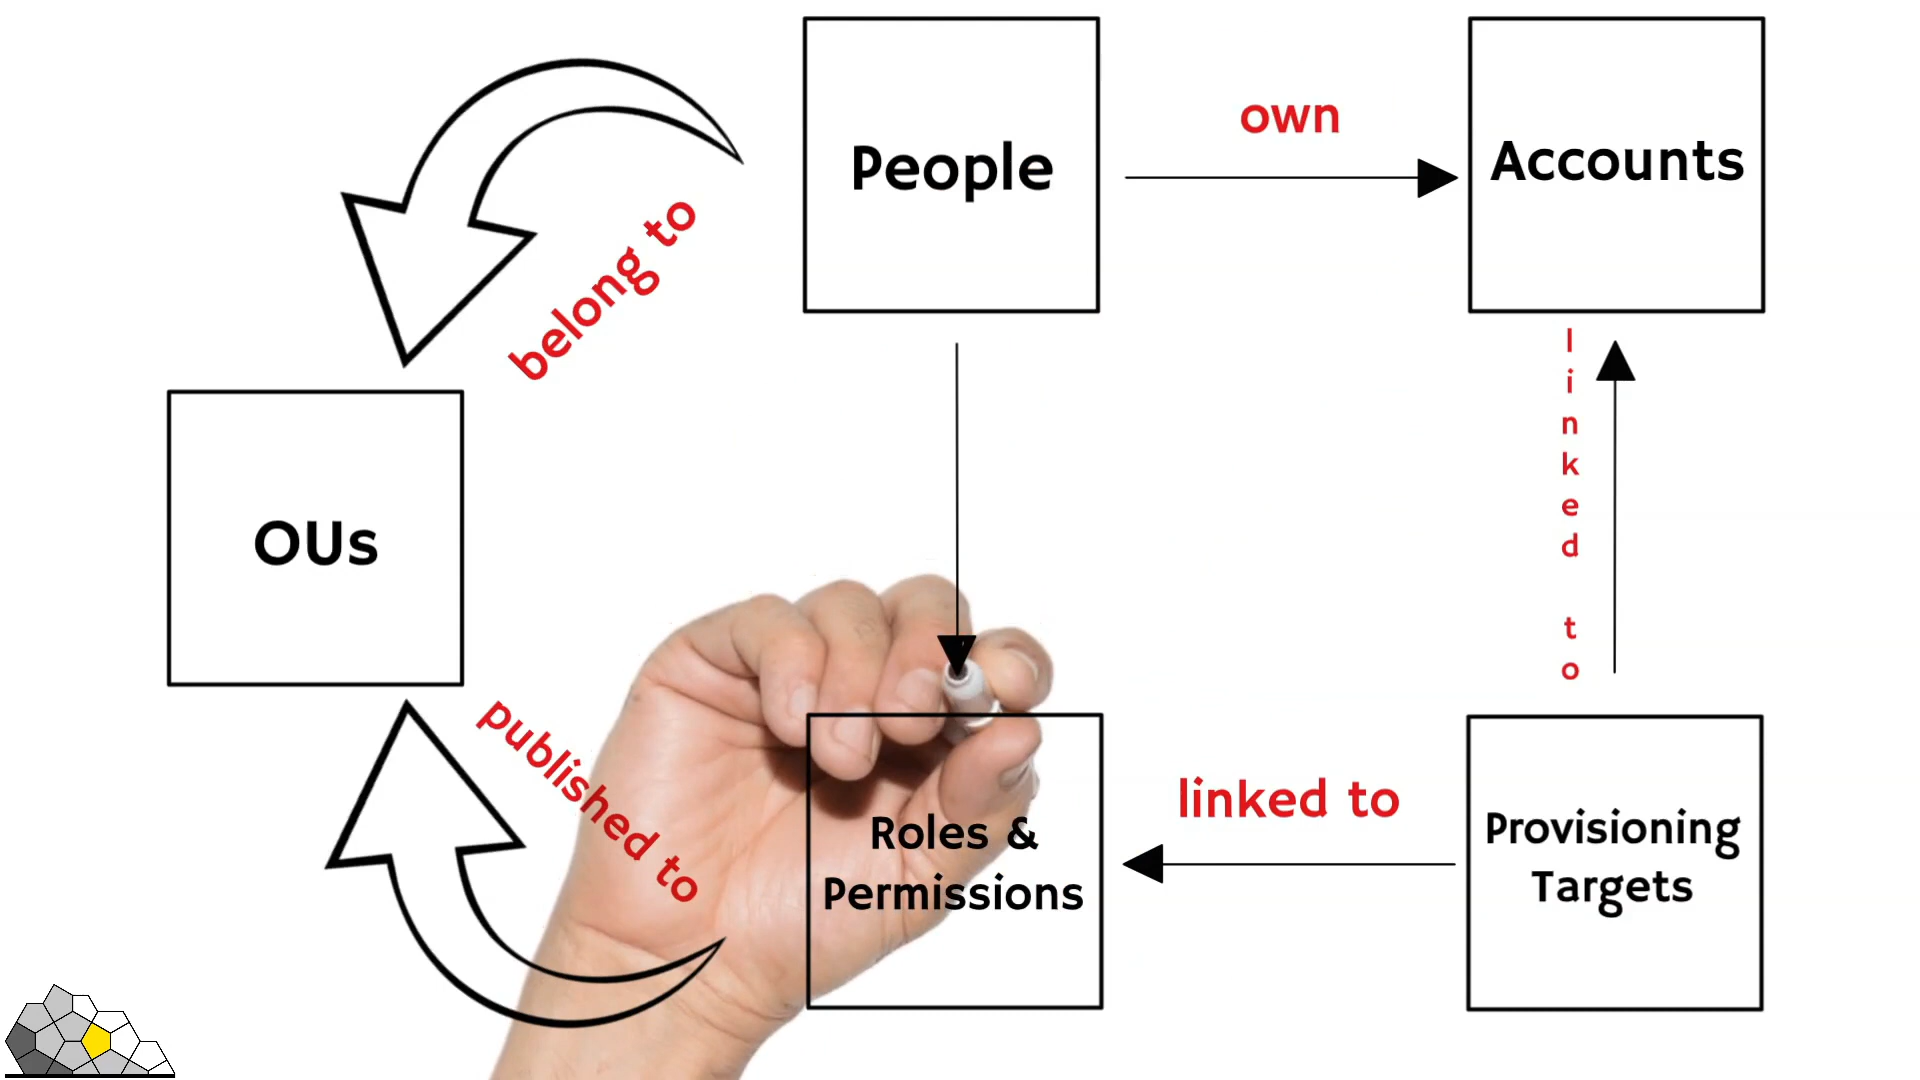 People
own
Accounts
belong to
linked to
OUs
published to
Roles &
Permissions
linked to
Provisioning
Targets